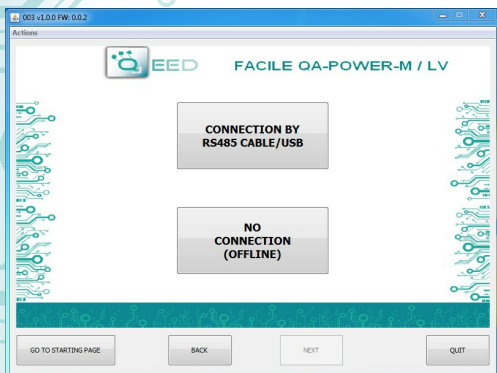 003 v1.0.0 FW: 0.0.2
Actions
QEED FACILE QA-POWER-M / LV
CONNECTION BY
RS485 CABLE/USB
NO
CONNECTION
(OFFLINE)
GO TO STARTING PAGE BACK NEXT QUIT